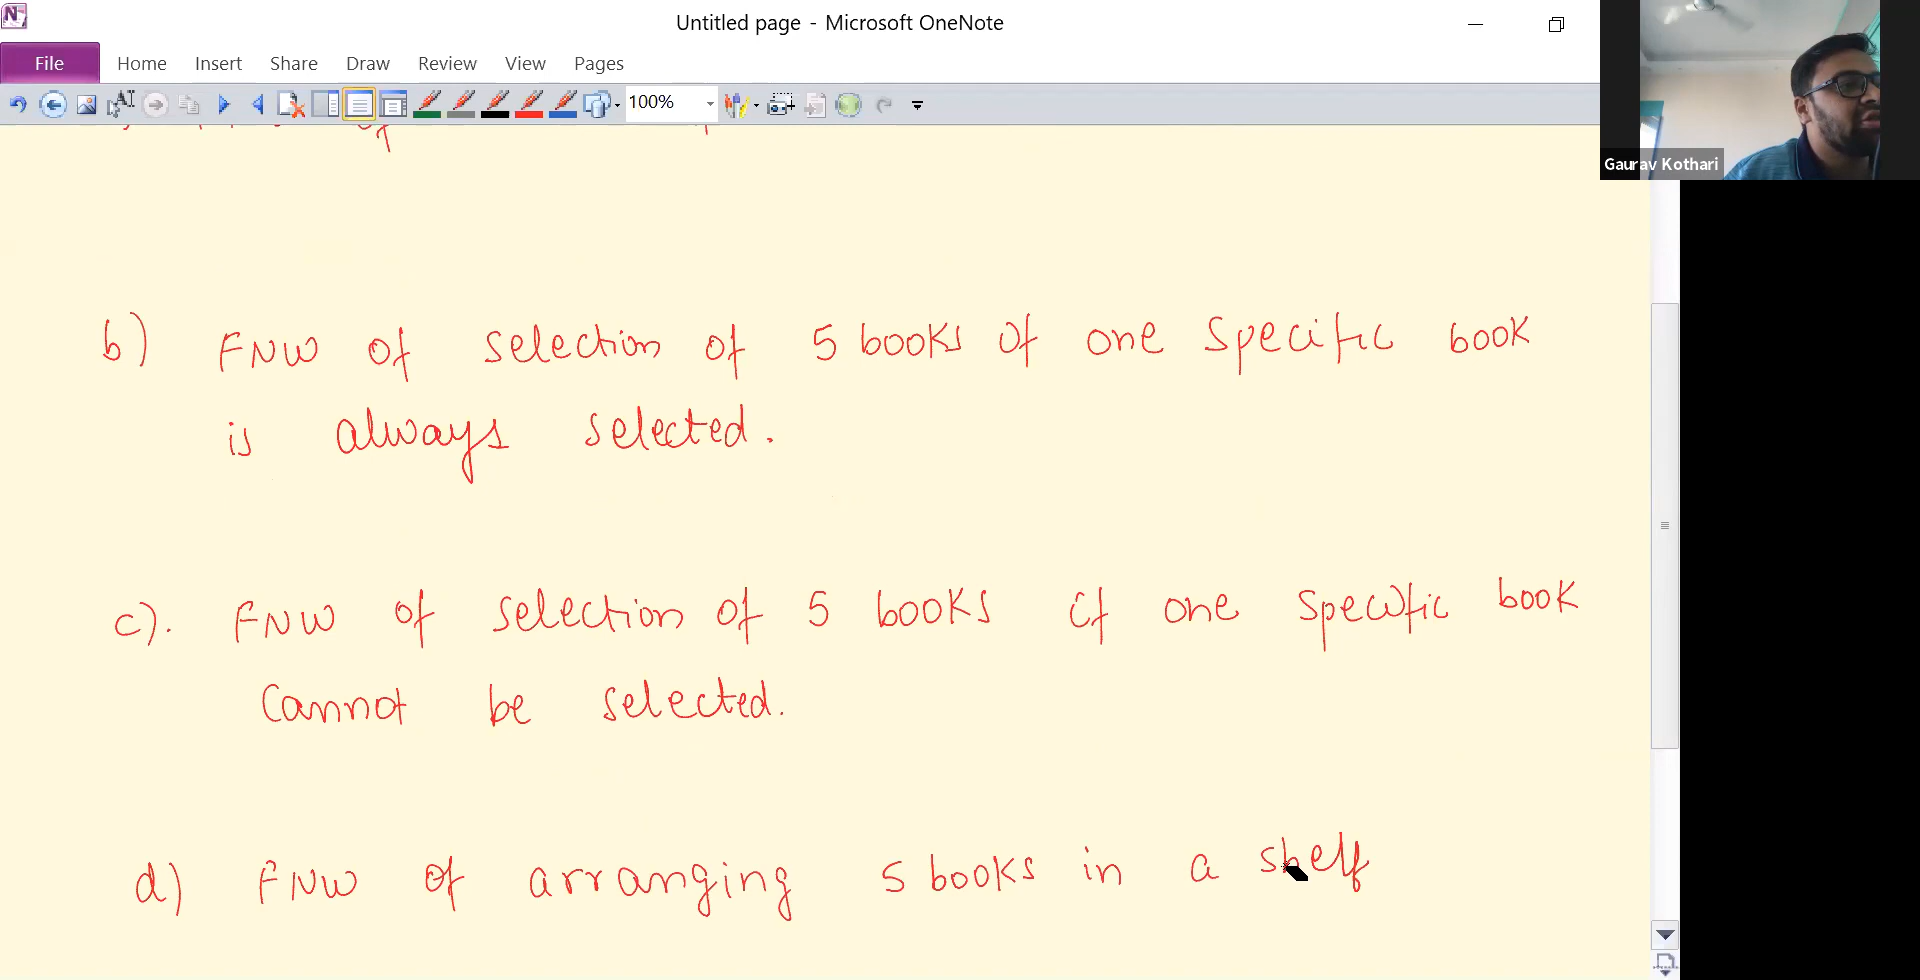 Untitled page - Microsoft OneNote
File Home Insert Share Draw Review View Pages
100%
Gaurav Kothari
b) FNW of selection of 5 books of one specific book
is always selected.
c). FNW of selection of 5 books if one specific book
cannot be selected.
d) FNW of arranging 5 books in a shelf